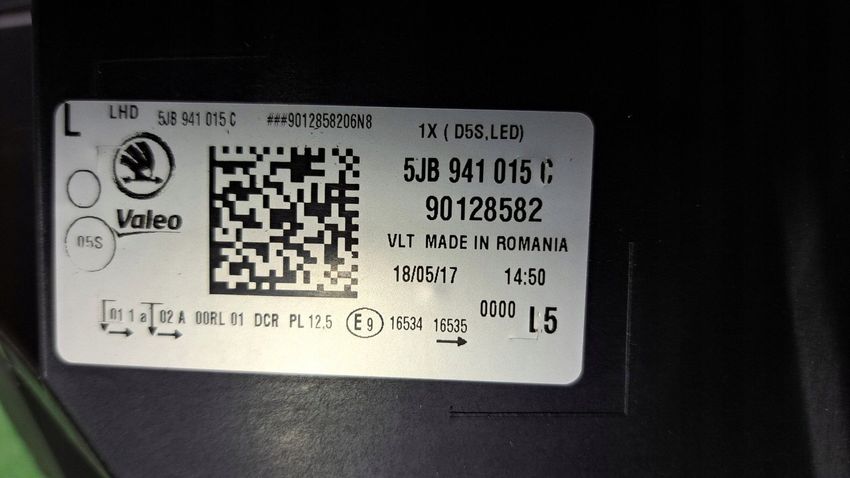 L LHD 5JB 941 015 C ###9012858206N8
1X ( D5S,LED)
5JB 941 015 C
90128582
Valeo
D5S
VLT MADE IN ROMANIA
18/05/17 14:50
01 1 a 02 A 00RL 01 DCR PL 12,5 E 9 16534 16535 0000 L5